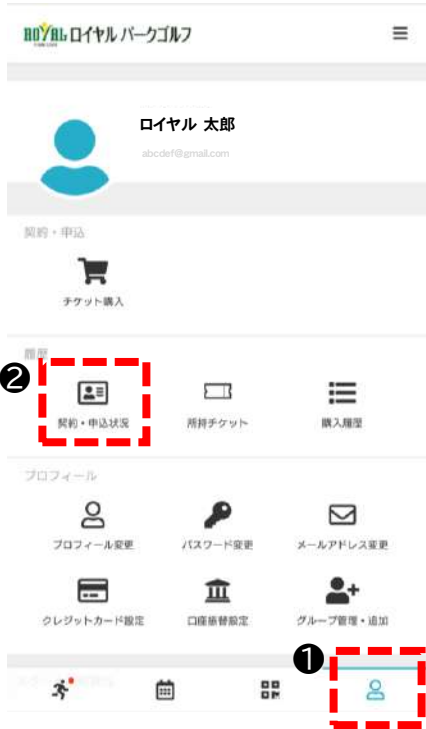 ROYAL ロイヤル パークゴルフ
ロイヤル 太郎
abcdef@gmail.com
契約・申込
チケット購入
履歴
❷
契約・申込状況 所持チケット 購入履歴
プロフィール
プロフィール変更 パスワード変更 メールアドレス変更
クレジットカード設定 口座振替設定 グループ管理・追加
❶